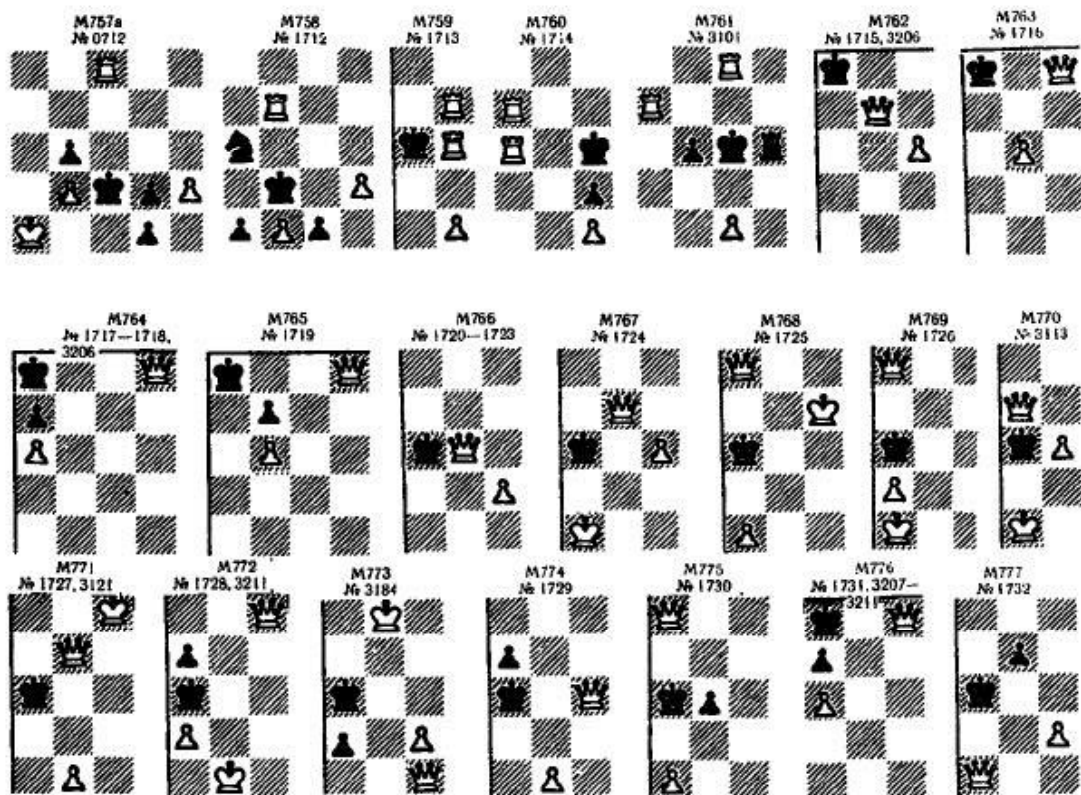 M757a
№ 0712
M758
№ 1712
M759
№ 1713
M760
№ 1714
M761
№ 3101
M762
№ 1715, 3206
M763
№ 1716
M764
№ 1717—1718,
3206
M765
№ 1719
M766
№ 1720—1723
M767
№ 1724
M768
№ 1725
M769
№ 1726
M770
№ 3113
M771
№ 1727, 3121
M772
№ 1728, 3211
M773
№ 3184
M774
№ 1729
M775
№ 1730
M776
№ 1731, 3207—
3211
M777
№ 1732